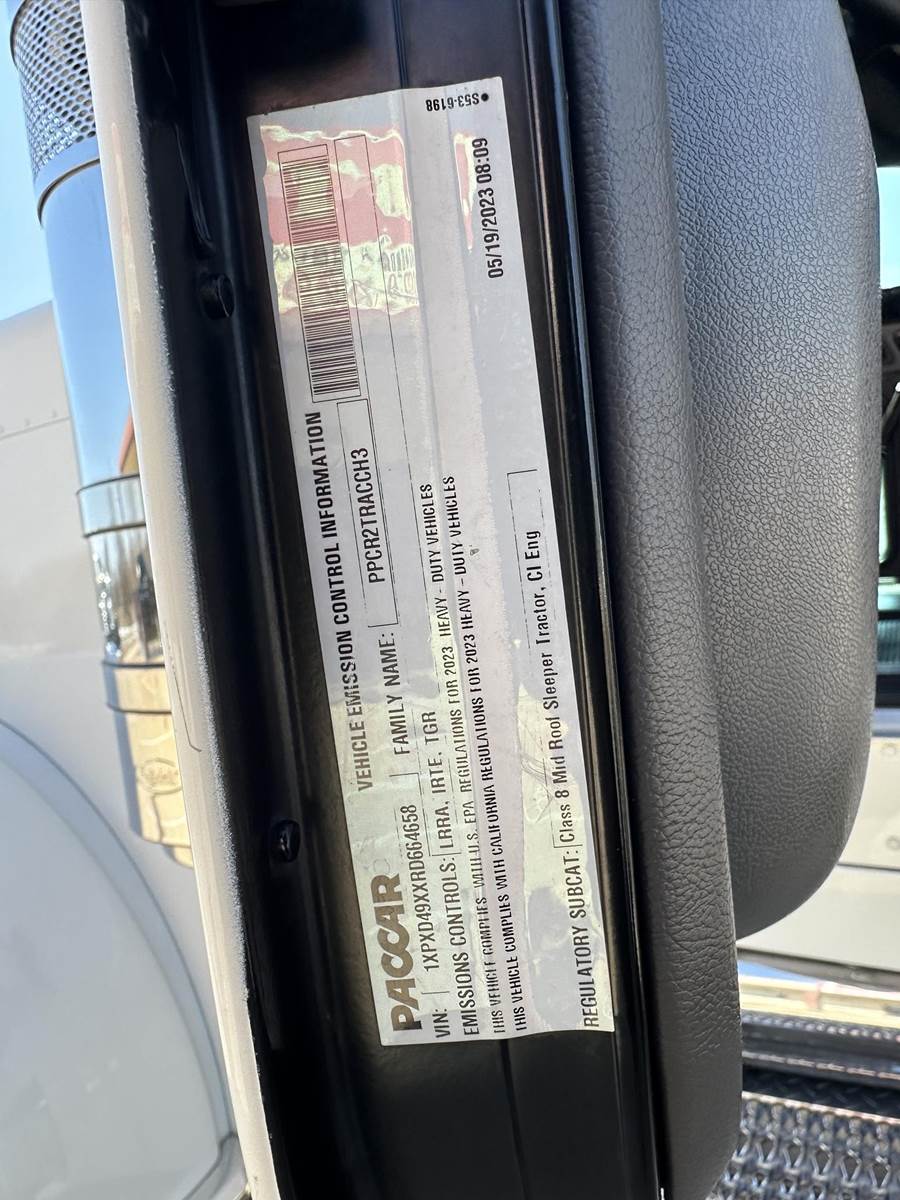 PACCAR VEHICLE EMISSION CONTROL INFORMATION
VIN: 1XPXD49XXRD664658 FAMILY NAME: PPCR2TRACCH3
EMISSIONS CONTROLS: LRRA, IRTE, TGR
THIS VEHICLE COMPLIES WITH U.S. EPA REGULATIONS FOR 2023 HEAVY - DUTY VEHICLES
THIS VEHICLE COMPLIES WITH CALIFORNIA REGULATIONS FOR 2023 HEAVY - DUTY VEHICLES
05/19/2023 08:09
REGULATORY SUBCAT: Class 8 Mid Roof Sleeper Tractor, CI Eng
S53-6198